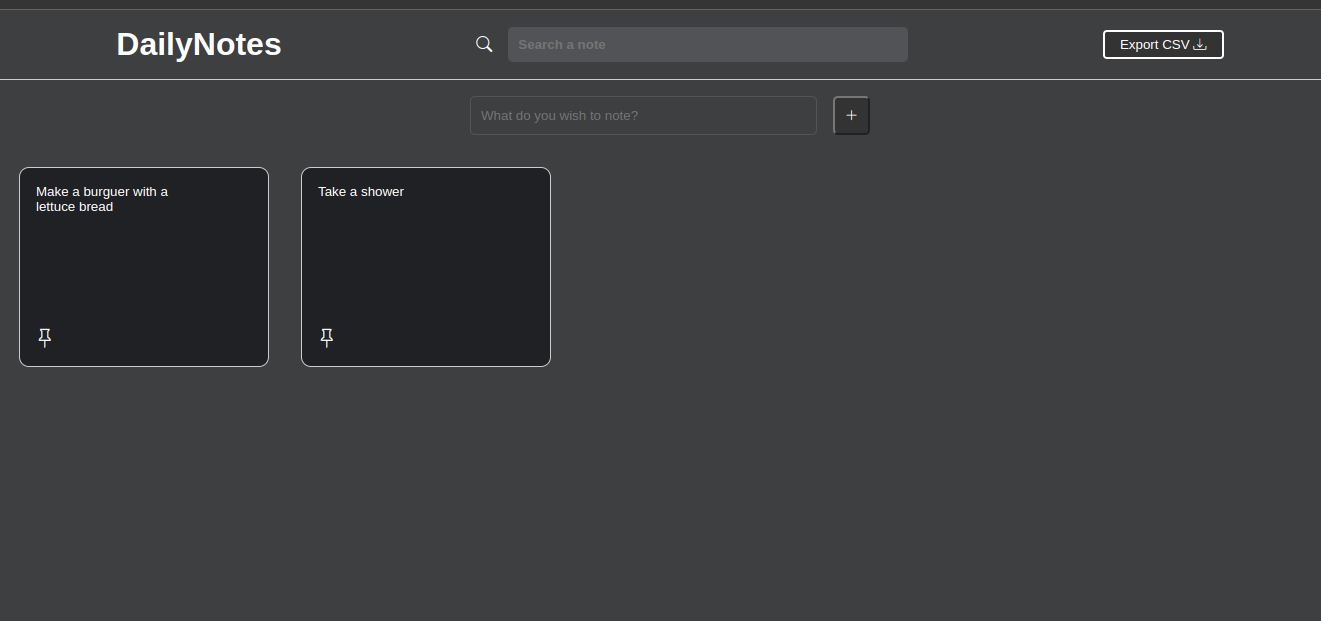 DailyNotes
Search a note
Export CSV
What do you wish to note?
+
Make a burguer with a
lettuce bread
Take a shower